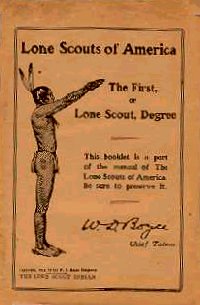 Lone Scouts of America
The First,
or
Lone Scout, Degree
This booklet is a part
of the manual of The
Lone Scouts of America.
Be sure to preserve it.
W. D. Boyce
Chief Totem
THE LONE SCOUT INDIAN